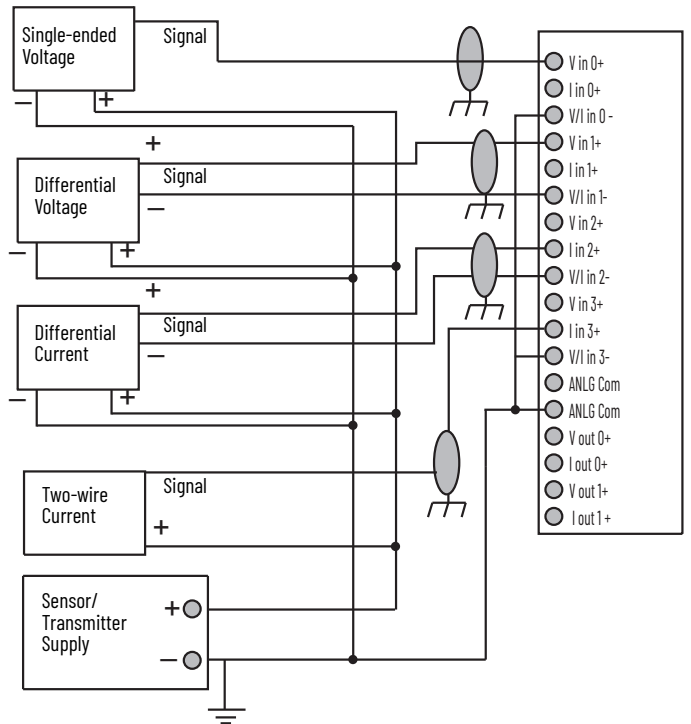 Single-ended
Voltage
Signal
− +
+
Differential
Voltage
Signal
−
− +
+
Differential
Current
Signal
−
− +
Two-wire
Current
Signal
+
Sensor/
Transmitter
Supply
+
−
V in 0+
I in 0+
V/I in 0 -
V in 1+
I in 1+
V/I in 1-
V in 2+
I in 2+
V/I in 2-
V in 3+
I in 3+
V/I in 3-
ANLG Com
ANLG Com
V out 0+
I out 0+
V out 1+
I out 1 +